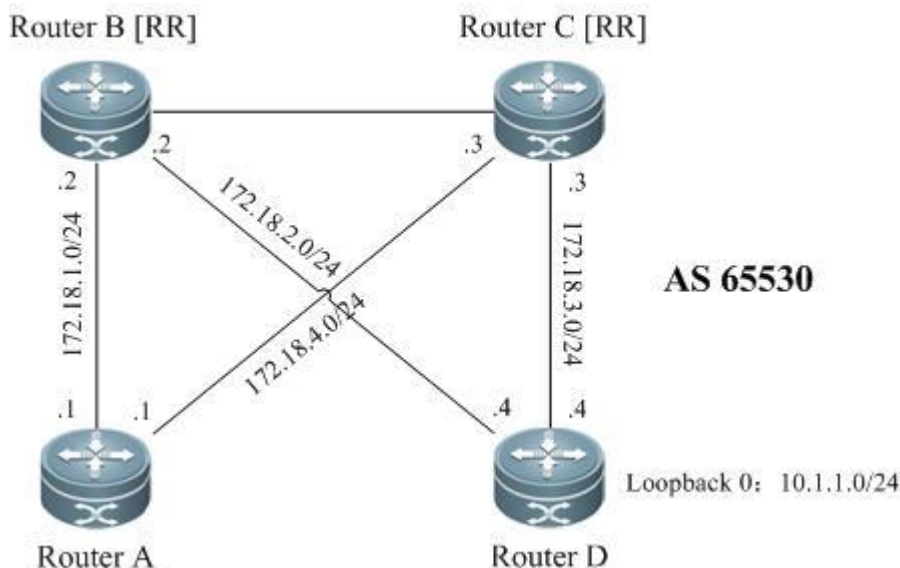 Router B [RR]
Router C [RR]
.2
.3
.2
.3
172.18.2.0/24
172.18.1.0/24
172.18.3.0/24
AS 65530
172.18.4.0/24
.1
.1
.4
.4
Loopback 0: 10.1.1.0/24
Router A
Router D